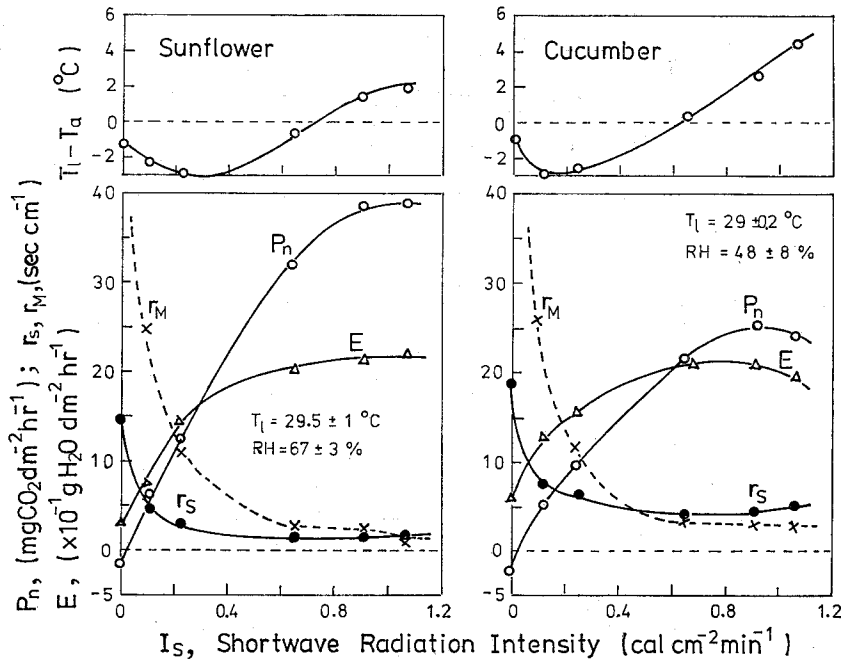 Sunflower
Cucumber
T_l – T_a (°C)
4
2
0
-2
4
2
0
-2
P_n, (mgCO2dm⁻²hr⁻¹); r_s, r_M, (sec cm⁻¹)
E, (×10⁻¹gH2O dm⁻²hr⁻¹)
40
30
20
10
0
-5
40
30
20
10
0
-5
P_n
r_M
E
T_l = 29.5 ± 1 °C
RH = 67 ± 3 %
r_S
T_l = 29 ± 0.2 °C
RH = 48 ± 8 %
r_M
P_n
E
r_S
0
0.4
0.8
1.2
0
0.4
0.8
1.2
I_S, Shortwave Radiation Intensity (cal cm⁻²min⁻¹)